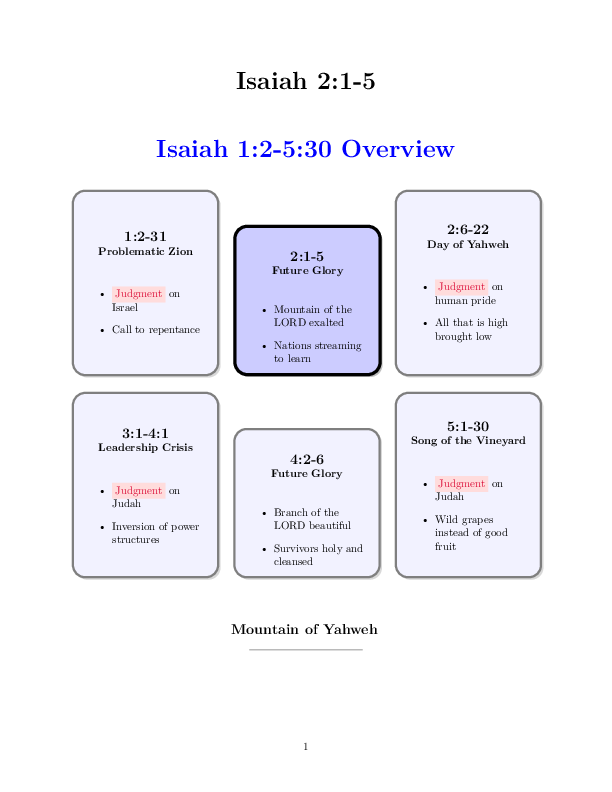 Isaiah 2:1-5
Isaiah 1:2-5:30 Overview
1:2-31
Problematic Zion
• Judgment on
Israel
• Call to repentance
2:1-5
Future Glory
• Mountain of the
LORD exalted
• Nations streaming
to learn
2:6-22
Day of Yahweh
• Judgment on
human pride
• All that is high
brought low
3:1-4:1
Leadership Crisis
• Judgment on
Judah
• Inversion of power
structures
4:2-6
Future Glory
• Branch of the
LORD beautiful
• Survivors holy and
cleansed
5:1-30
Song of the Vineyard
• Judgment on
Judah
• Wild grapes
instead of good
fruit
Mountain of Yahweh
1